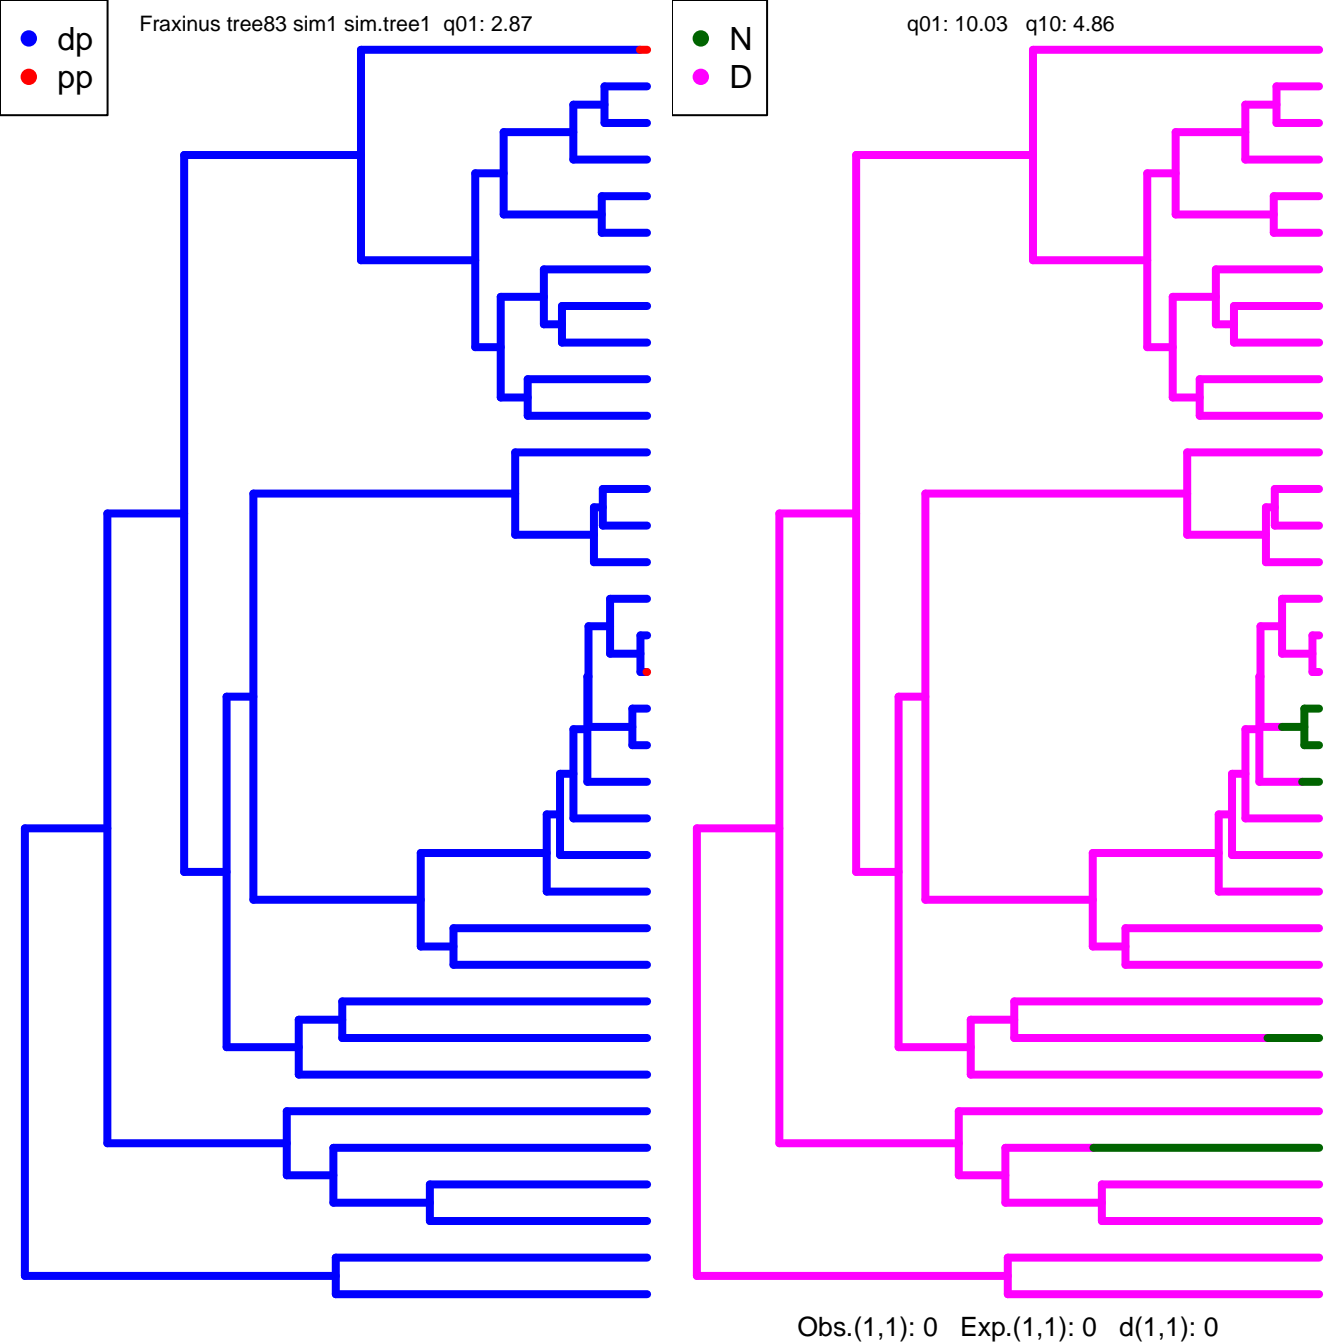 Fraxinus tree83 sim1 sim.tree1  q01: 2.87
dp
pp
q01: 10.03   q10: 4.86
N
D
Obs.(1,1): 0   Exp.(1,1): 0   d(1,1): 0